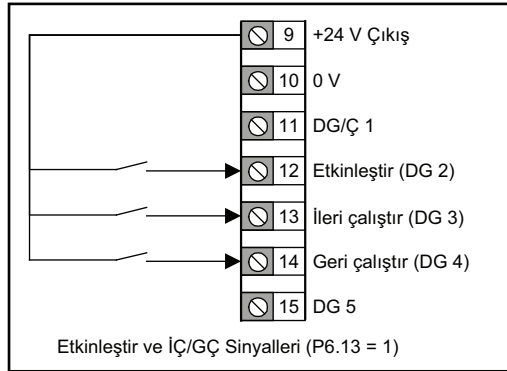 9 +24 V Çıkış
10 0 V
11 DG/Ç 1
12 Etkinleştir (DG 2)
13 İleri çalıştır (DG 3)
14 Geri çalıştır (DG 4)
15 DG 5
Etkinleştir ve İÇ/GÇ Sinyalleri (P6.13 = 1)